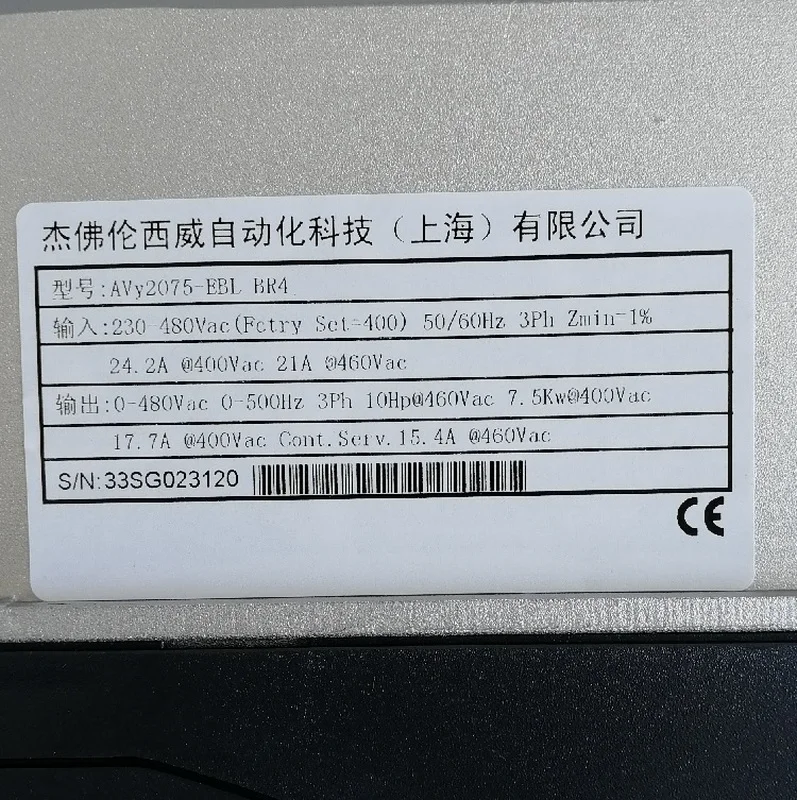 杰佛伦西威自动化科技（上海）有限公司
型号:AVy2075-EBL BR4
输入:230-480Vac(Fctry Set=400) 50/60Hz 3Ph Zmin=1%
24.2A @400Vac 21A @460Vac
输出:0-480Vac 0-500Hz 3Ph 10Hp@460Vac 7.5Kw@400Vac
17.7A @400Vac Cont.Serv.15.4A @460Vac
S/N:33SG023120
CE